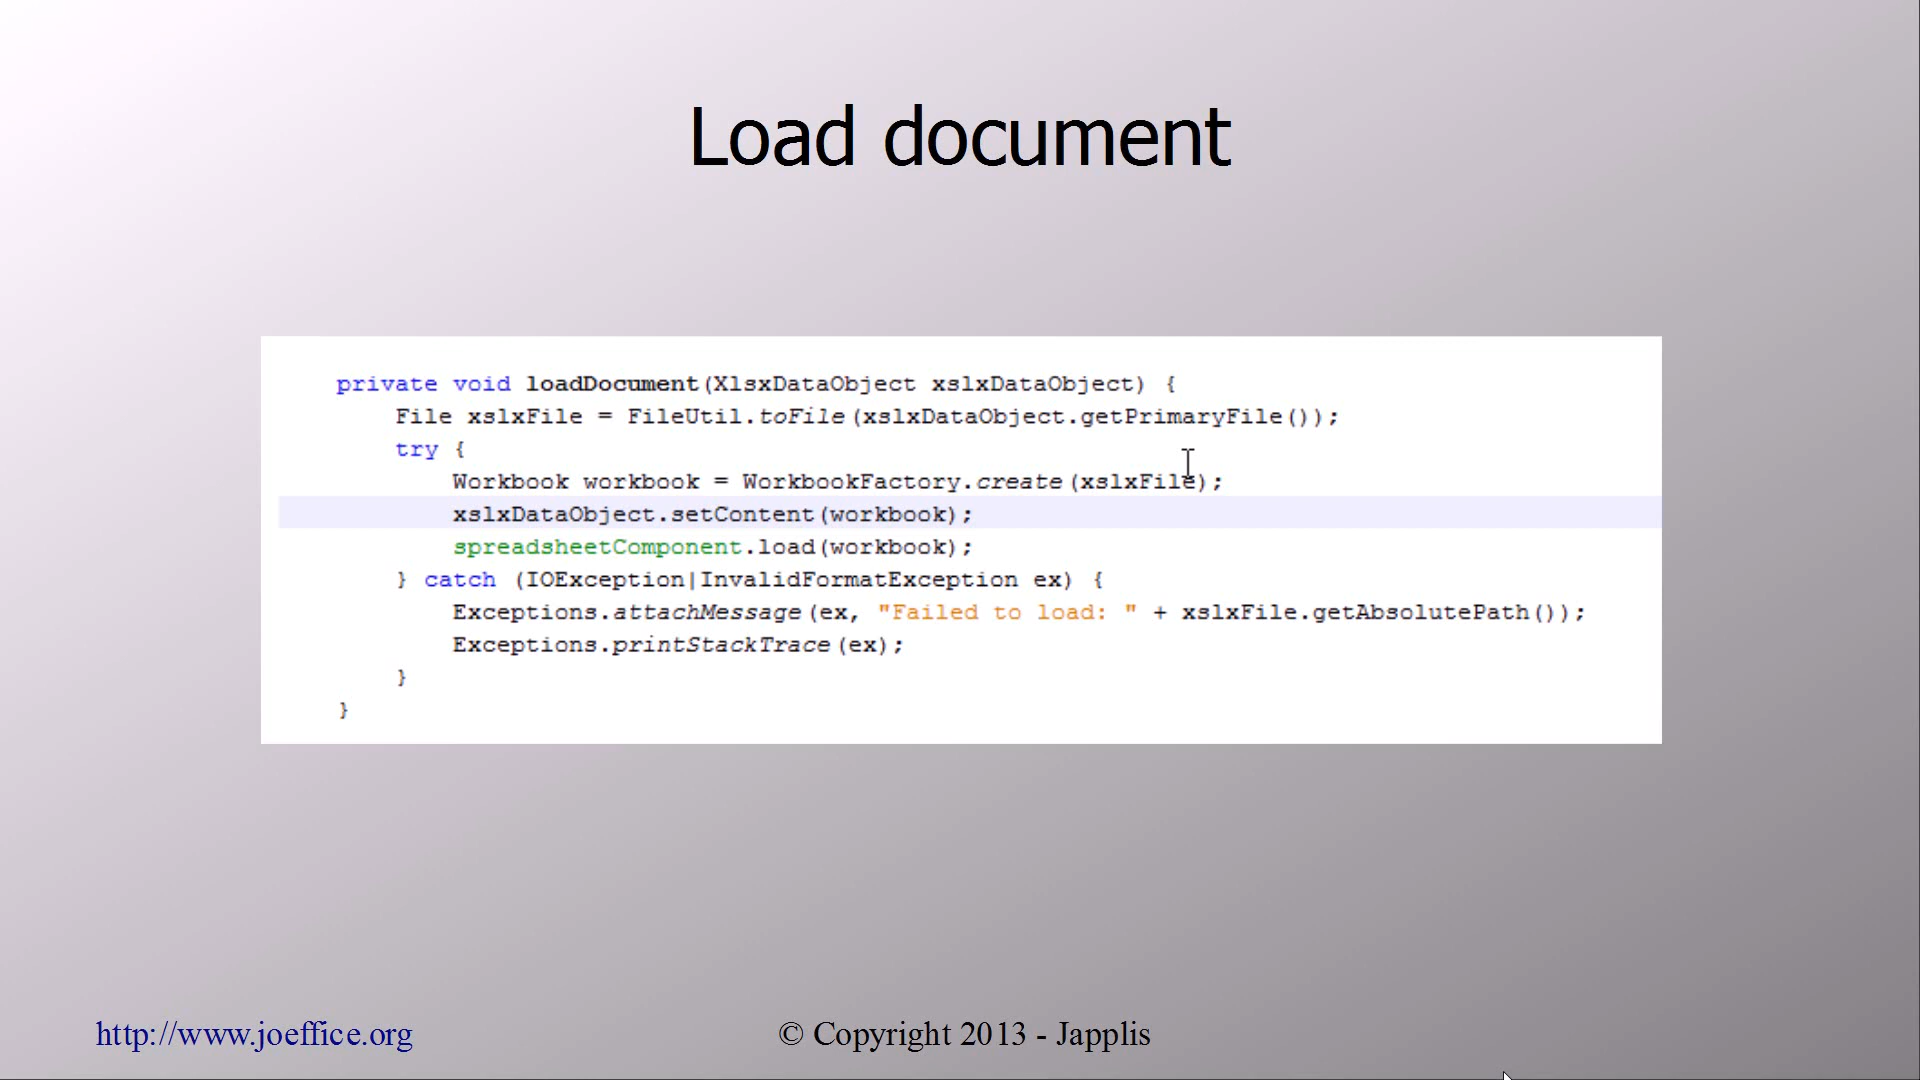 Load document
private void loadDocument(XlsxDataObject xslxDataObject) {
File xslxFile = FileUtil.toFile(xslxDataObject.getPrimaryFile());
try {
Workbook workbook = WorkbookFactory.create(xslxFile);
xslxDataObject.setContent(workbook);
spreadsheetComponent.load(workbook);
} catch (IOException|InvalidFormatException ex) {
Exceptions.attachMessage(ex, "Failed to load: " + xslxFile.getAbsolutePath());
Exceptions.printStackTrace(ex);
}
}
http://www.joeffice.org
© Copyright 2013 - Japplis